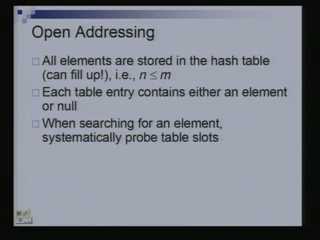 Open Addressing
All elements are stored in the hash table
(can fill up!), i.e., n ≤ m
Each table entry contains either an element
or null
When searching for an element,
systematically probe table slots